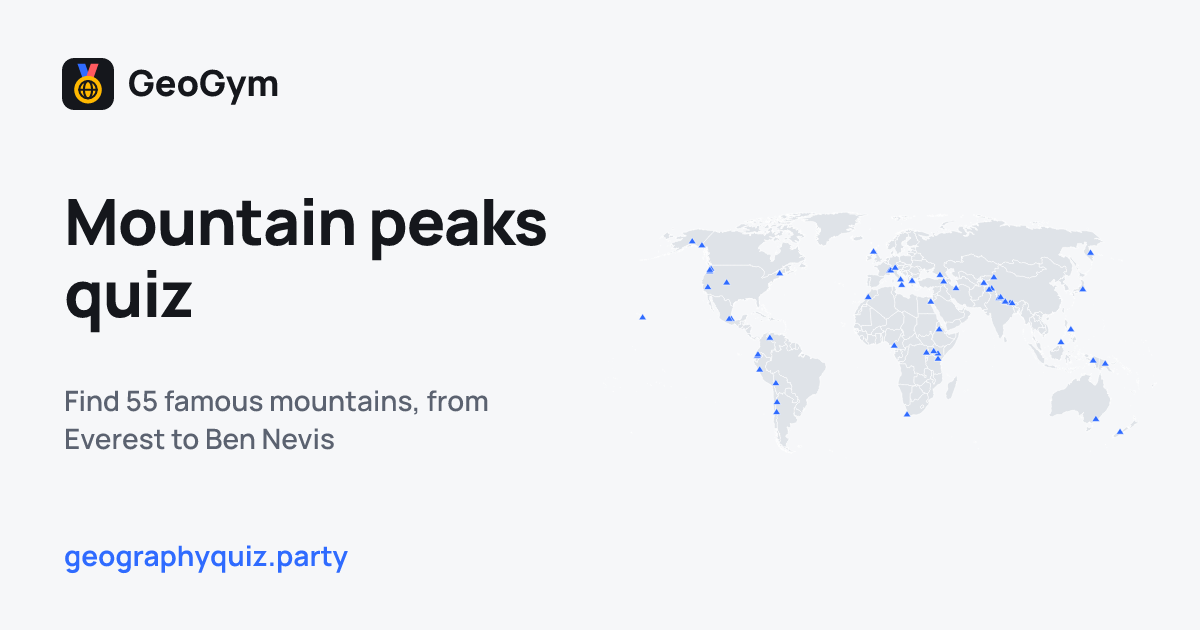 GeoGym
Mountain peaks
quiz
Find 55 famous mountains, from
Everest to Ben Nevis
geographyquiz.party